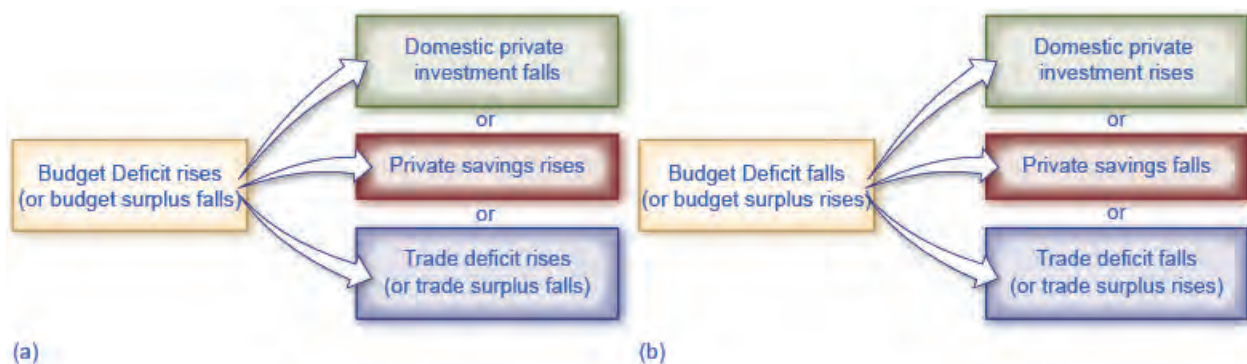 Domestic private
investment falls
or
Budget Deficit rises
(or budget surplus falls)
Private savings rises
or
Trade deficit rises
(or trade surplus falls)
(a)
Domestic private
investment rises
or
Budget Deficit falls
(or budget surplus rises)
Private savings falls
or
Trade deficit falls
(or trade surplus rises)
(b)